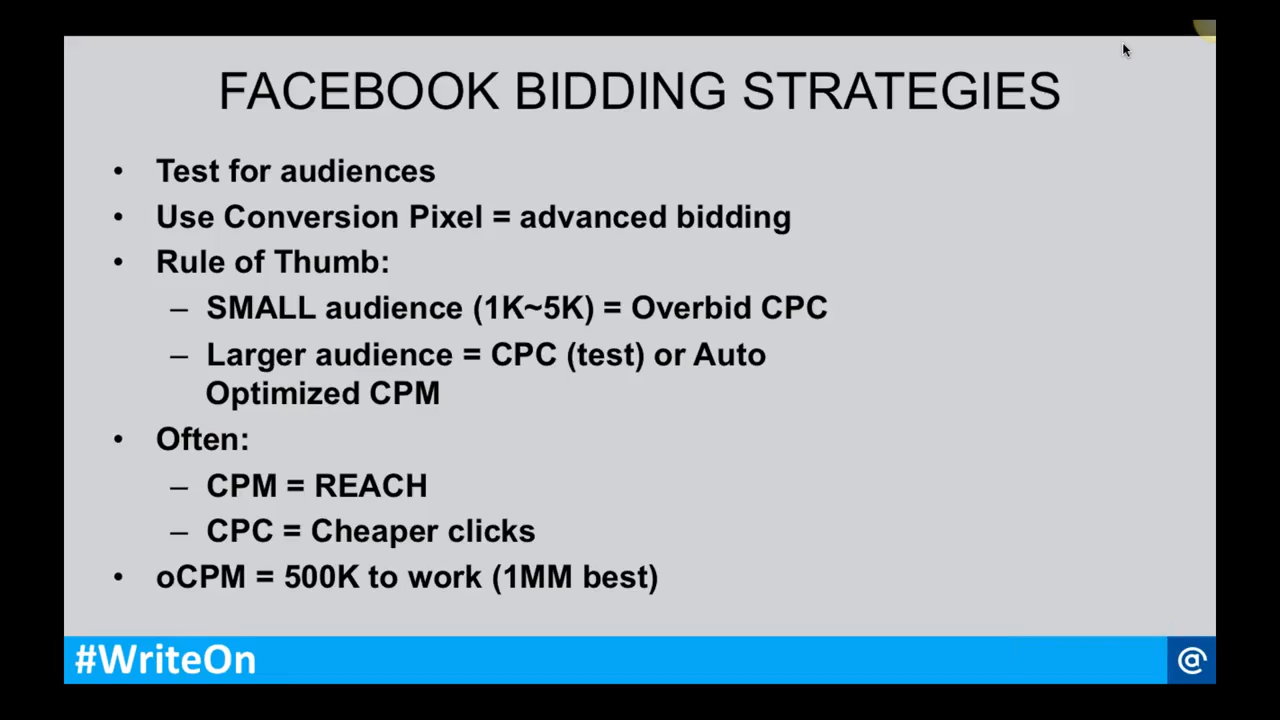 FACEBOOK BIDDING STRATEGIES
• Test for audiences
• Use Conversion Pixel = advanced bidding
• Rule of Thumb:
– SMALL audience (1K~5K) = Overbid CPC
– Larger audience = CPC (test) or Auto
Optimized CPM
• Often:
– CPM = REACH
– CPC = Cheaper clicks
• oCPM = 500K to work (1MM best)
#WriteOn
@